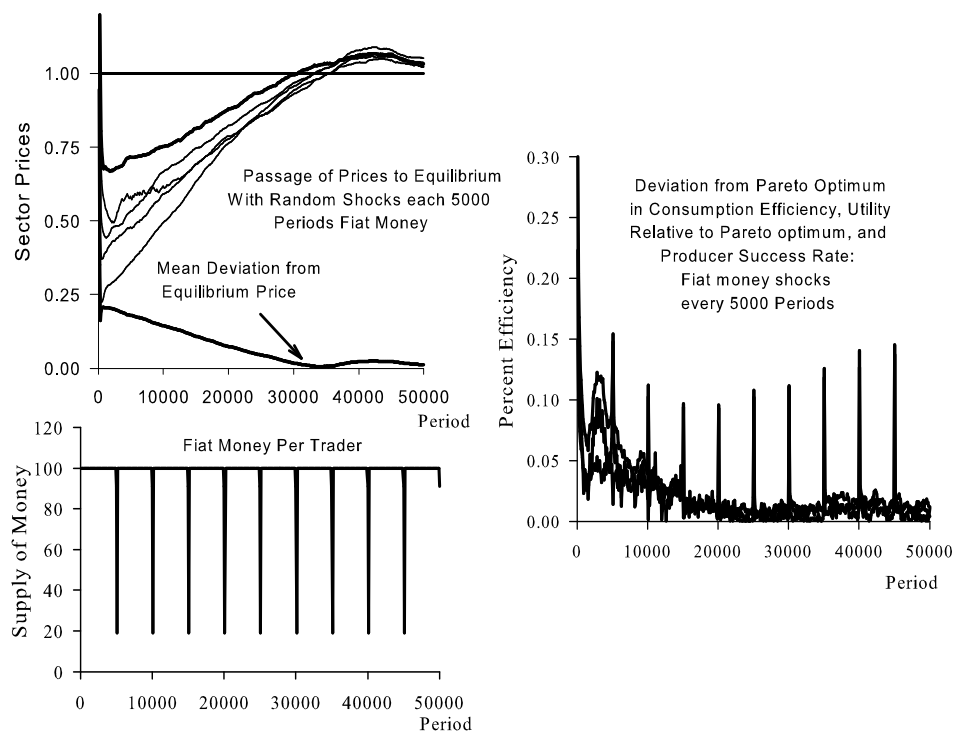 Sector Prices
1.00
0.75
0.50
0.25
0.00
Passage of Prices to Equilibrium
With Random Shocks each 5000
Periods Fiat Money
Mean Deviation from
Equilibrium Price
0 10000 20000 30000 40000 50000
Period
Supply of Money
120
100
80
60
40
20
0
Fiat Money Per Trader
0 10000 20000 30000 40000 50000
Period
Percent Efficiency
0.30
0.25
0.20
0.15
0.10
0.05
0.00
Deviation from Pareto Optimum
in Consumption Efficiency, Utility
Relative to Pareto optimum, and
Producer Success Rate:
Fiat money shocks
every 5000 Periods
0 10000 20000 30000 40000 50000
Period